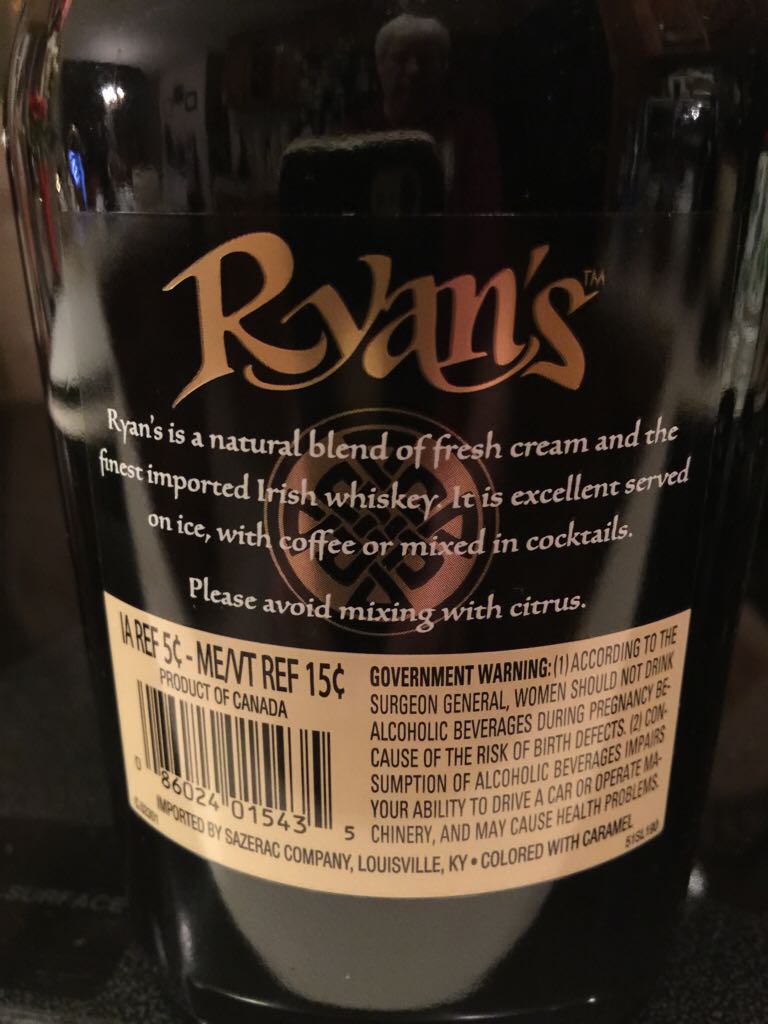 Ryan's™
Ryan's is a natural blend of fresh cream and the
finest imported Irish whiskey. It is excellent served
on ice, with coffee or mixed in cocktails.
Please avoid mixing with citrus.
IA REF 5¢ - ME/VT REF 15¢
PRODUCT OF CANADA
0 86024 01543 5
GOVERNMENT WARNING: (1) ACCORDING TO THE
SURGEON GENERAL, WOMEN SHOULD NOT DRINK
ALCOHOLIC BEVERAGES DURING PREGNANCY BE-
CAUSE OF THE RISK OF BIRTH DEFECTS. (2) CON-
SUMPTION OF ALCOHOLIC BEVERAGES IMPAIRS
YOUR ABILITY TO DRIVE A CAR OR OPERATE MA-
CHINERY, AND MAY CAUSE HEALTH PROBLEMS.
IMPORTED BY SAZERAC COMPANY, LOUISVILLE, KY • COLORED WITH CARAMEL
51SL190
SURFACE